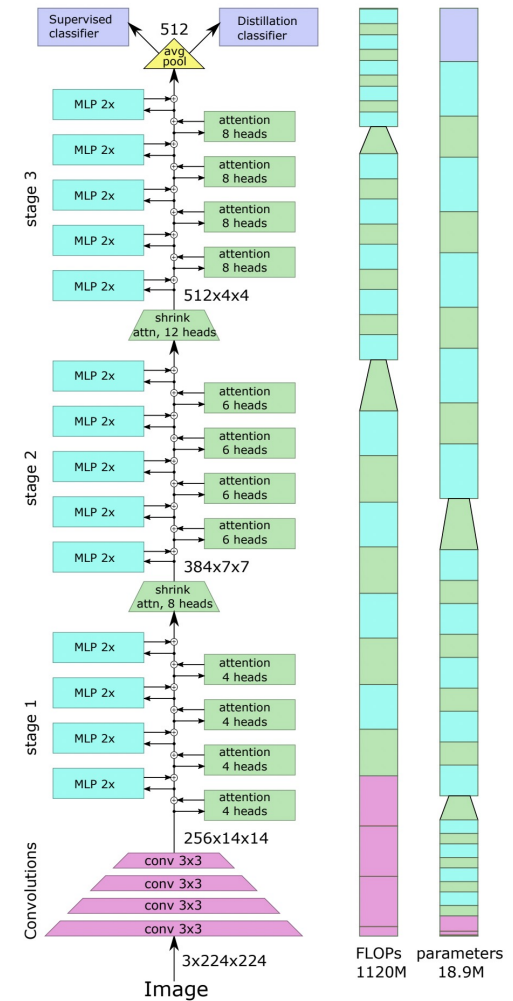 Supervised
classifier
512
Distillation
classifier
avg
pool
stage 3
MLP 2x
attention
8 heads
MLP 2x
attention
8 heads
MLP 2x
attention
8 heads
MLP 2x
attention
8 heads
MLP 2x
512x4x4
shrink
attn, 12 heads
stage 2
MLP 2x
attention
6 heads
MLP 2x
attention
6 heads
MLP 2x
attention
6 heads
MLP 2x
attention
6 heads
MLP 2x
384x7x7
shrink
attn, 8 heads
stage 1
MLP 2x
attention
4 heads
MLP 2x
attention
4 heads
MLP 2x
attention
4 heads
MLP 2x
attention
4 heads
256x14x14
Convolutions
conv 3x3
conv 3x3
conv 3x3
conv 3x3
3x224x224
Image
FLOPs
1120M
parameters
18.9M